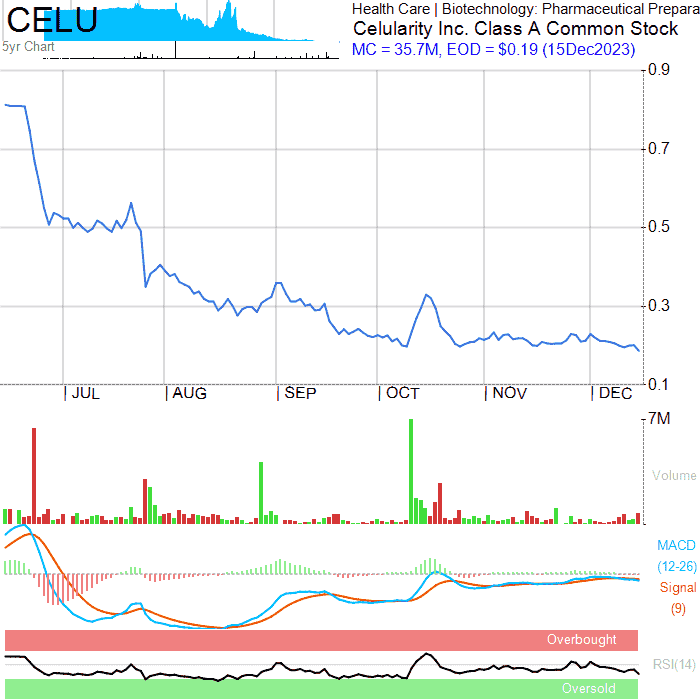 CELU
5yr Chart
Health Care | Biotechnology: Pharmaceutical Prepara
Celularity Inc. Class A Common Stock
MC = 35.7M, EOD = $0.19 (15Dec2023)
0.9
0.7
0.5
0.3
0.1
| JUL | AUG | SEP | OCT | NOV | DEC
7M
Volume
MACD
(12-26)
Signal
(9)
Overbought
RSI(14)
Oversold